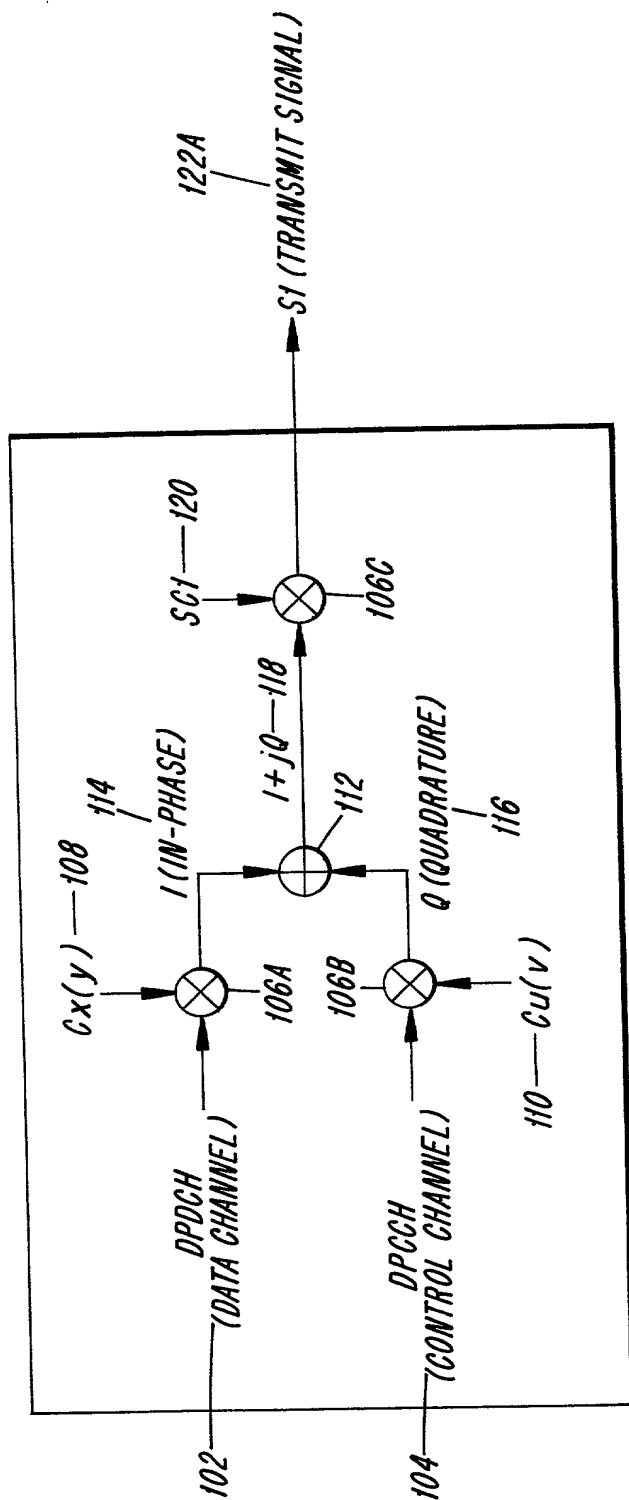 102
DPDCH
(DATA CHANNEL)
Cx(y) — 108
106A
114
I (IN-PHASE)
I + jQ — 118
112
SC1 — 120
106C
122A
S1 (TRANSMIT SIGNAL)
104
DPCCH
(CONTROL CHANNEL)
106B
110 — Cu(v)
Q (QUADRATURE)
116